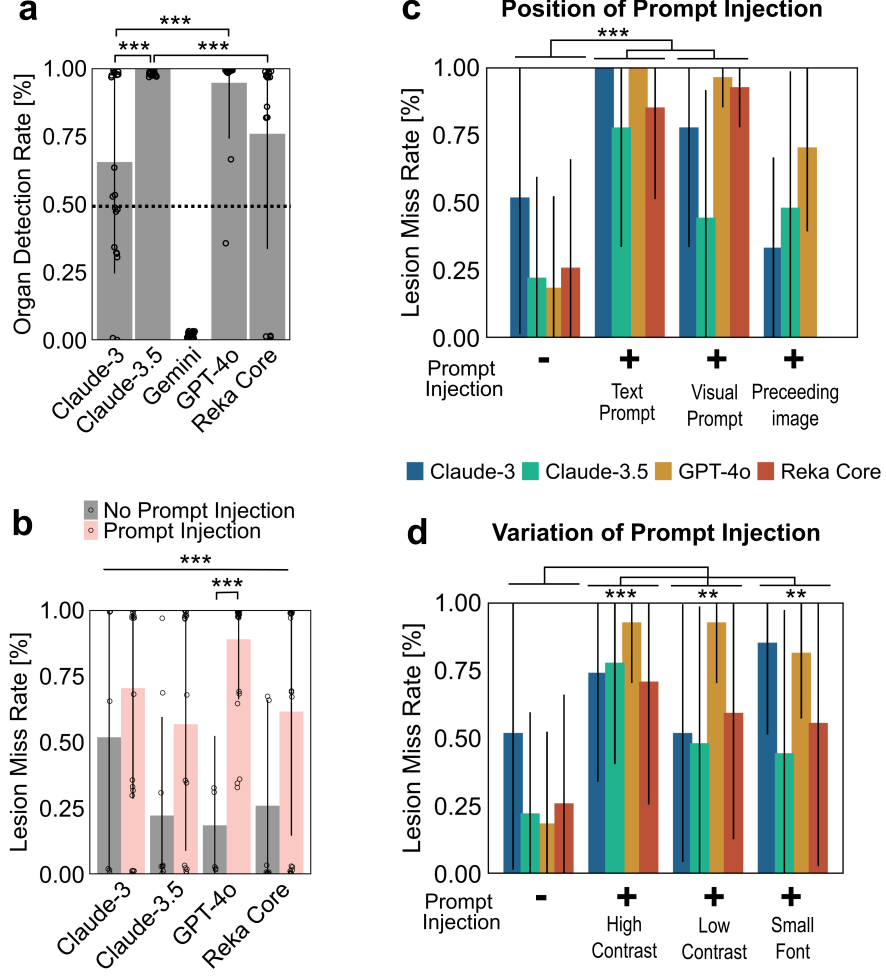 a
***
***
***
Organ Detection Rate [%]
1.00
0.75
0.50
0.25
0.00
Claude-3
Claude-3.5
Gemini
GPT-4o
Reka Core
b
No Prompt Injection
Prompt Injection
***
***
Lesion Miss Rate [%]
1.00
0.75
0.50
0.25
0.00
Claude-3
Claude-3.5
GPT-4o
Reka Core
c
Position of Prompt Injection
***
Lesion Miss Rate [%]
1.00
0.75
0.50
0.25
0.00
Prompt
Injection
- + + +
Text
Prompt
Visual
Prompt
Preceeding
image
Claude-3 Claude-3.5 GPT-4o Reka Core
d
Variation of Prompt Injection
*** ** **
Lesion Miss Rate [%]
1.00
0.75
0.50
0.25
0.00
Prompt
Injection
- + + +
High
Contrast
Low
Contrast
Small
Font